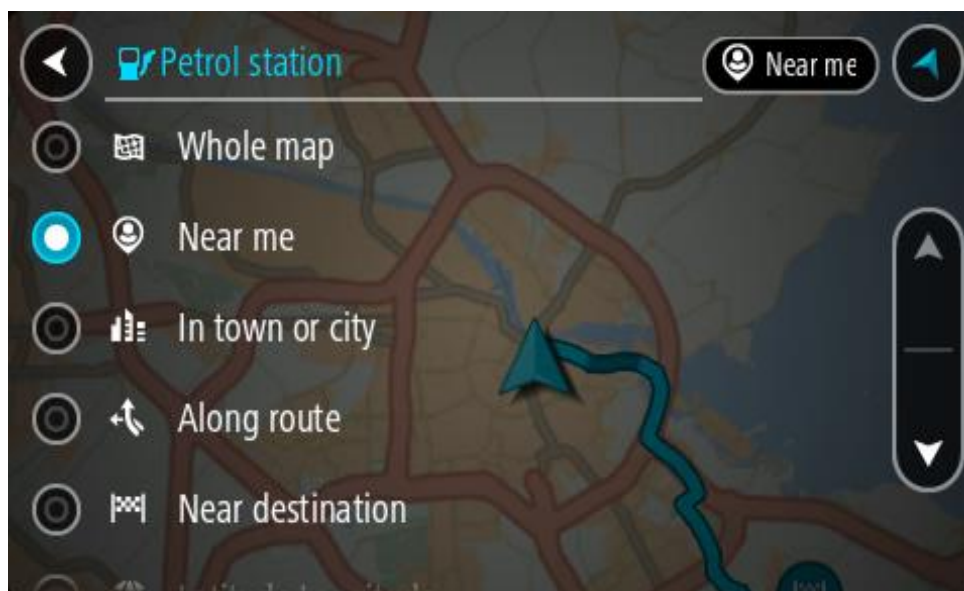 Petrol station
Near me
Whole map
Near me
In town or city
Along route
Near destination